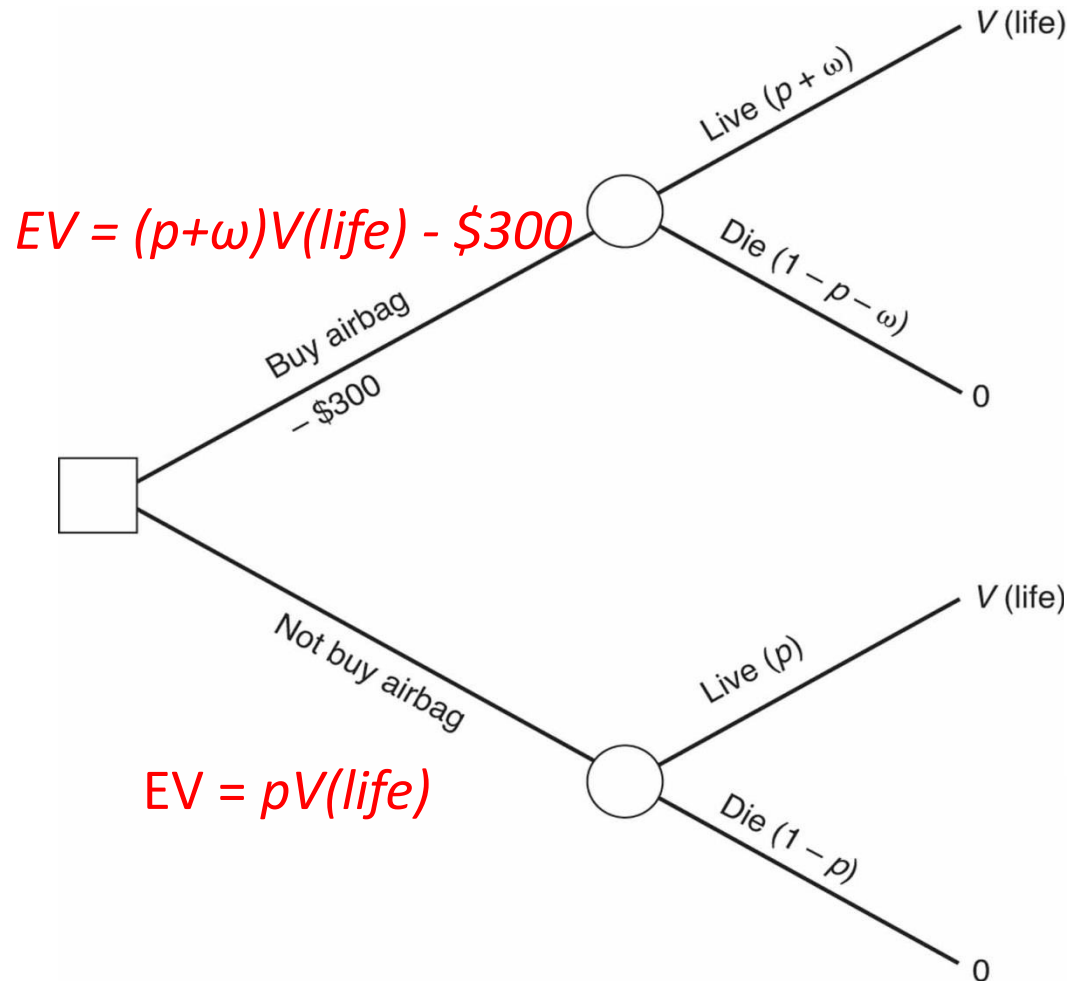 V (life)
Live (p + ω)
EV = (p+ω)V(life) - $300
Die (1 – p – ω)
Buy airbag
– $300
0
V (life)
Not buy airbag
Live (p)
EV = pV(life)
Die (1 – p)
0